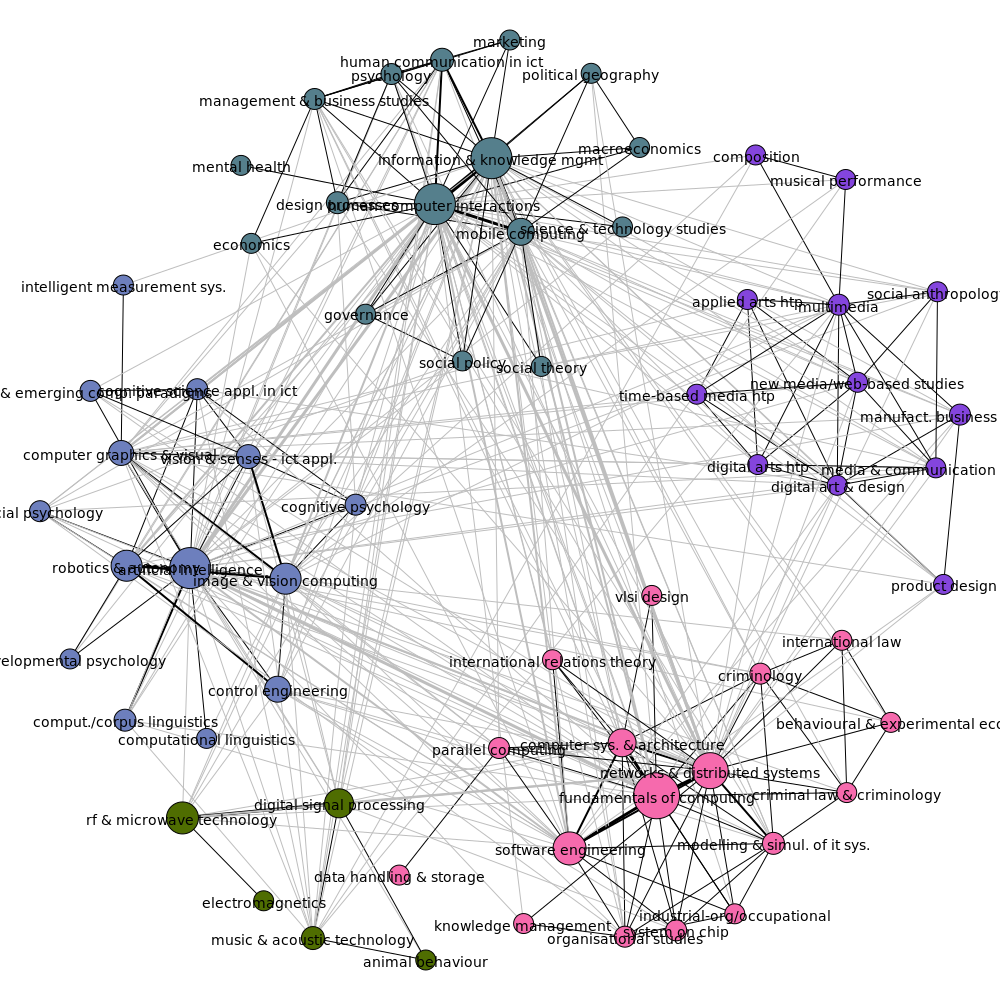 marketing
human communication in ict
psychology
political geography
management & business studies
macroeconomics
information & knowledge mgmt
composition
mental health
musical performance
design processes
human-computer interactions
science & technology studies
mobile computing
economics
intelligent measurement sys.
social anthropology
applied arts htp
multimedia
governance
social policy
social theory
new media/web-based studies
& emerging comp. paradigms
cognitive science appl. in ict
time-based media htp
manufact. business
computer graphics & visual.
vision & senses - ict appl.
digital arts htp
media & communication
digital art & design
cognitive psychology
cial psychology
robotics & autonomy
artificial intelligence
image & vision computing
product design
vlsi design
international law
velopmental psychology
international relations theory
criminology
control engineering
comput./corpus linguistics
behavioural & experimental eco
computational linguistics
parallel computing
computer sys. & architecture
networks & distributed systems
fundamentals of computing
criminal law & criminology
digital signal processing
rf & microwave technology
software engineering
modelling & simul. of it sys.
data handling & storage
electromagnetics
industrial-org/occupational
knowledge management
system on chip
organisational studies
music & acoustic technology
animal behaviour